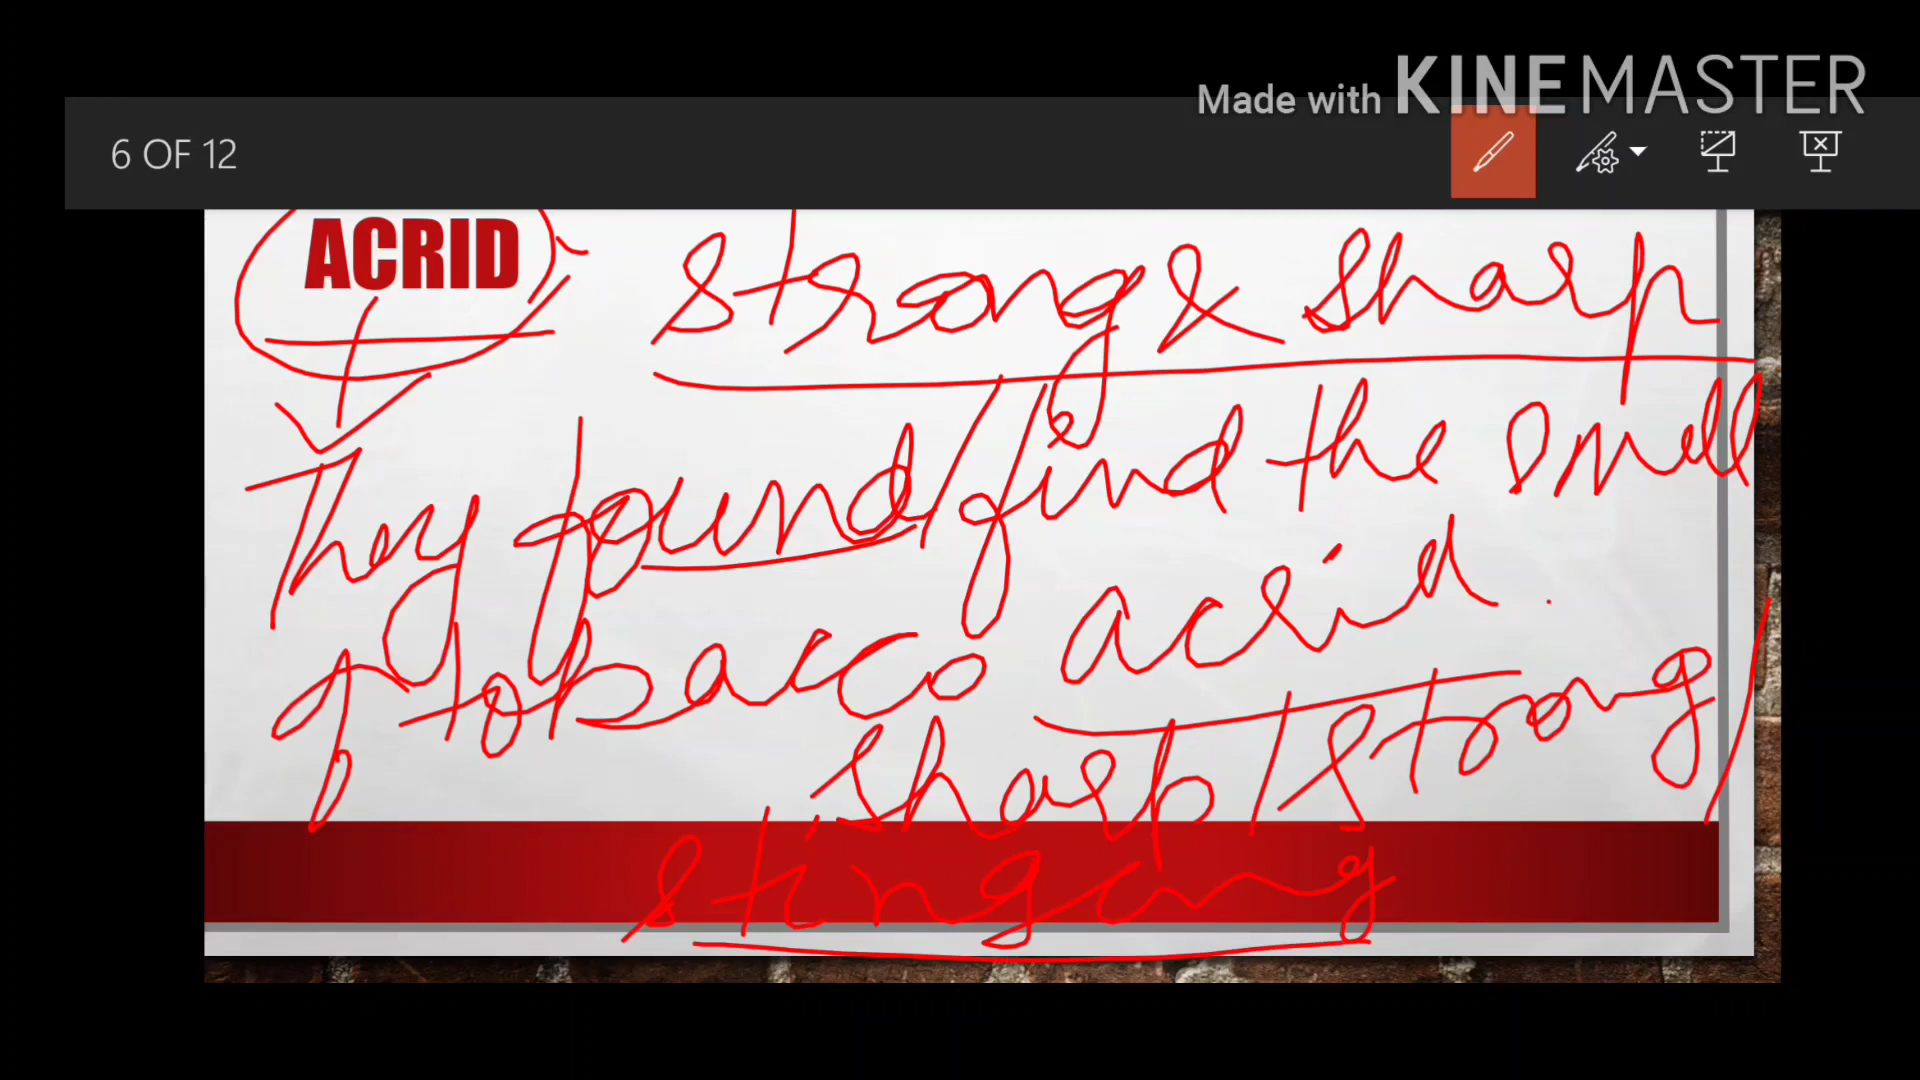 Made with KINEMASTER
6 OF 12
ACRID :- strong & sharp
They found/find the smell
of tobacco acrid.
sharp/strong/
stinging